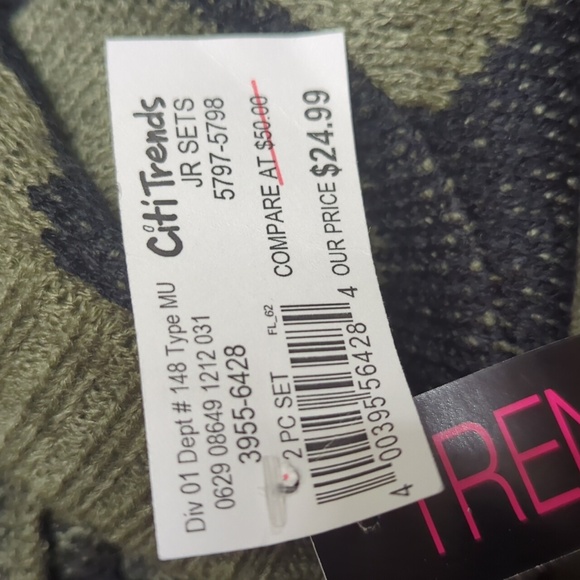 Citi Trends
JR SETS
5797-5798
COMPARE AT $50.00
OUR PRICE $24.99
Div 01 Dept # 148 Type MU
0629 08649 1212 031
3955-6428
FL_62
2 PC SET
4 00395 56428 4
TREN